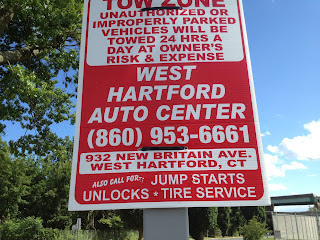 TOW ZONE
UNAUTHORIZED OR
IMPROPERLY PARKED
VEHICLES WILL BE
TOWED 24 HRS A
DAY AT OWNER'S
RISK & EXPENSE
WEST
HARTFORD
AUTO CENTER
(860) 953-6661
932 NEW BRITAIN AVE.
WEST HARTFORD, CT
ALSO CALL FOR: JUMP STARTS
UNLOCKS * TIRE SERVICE